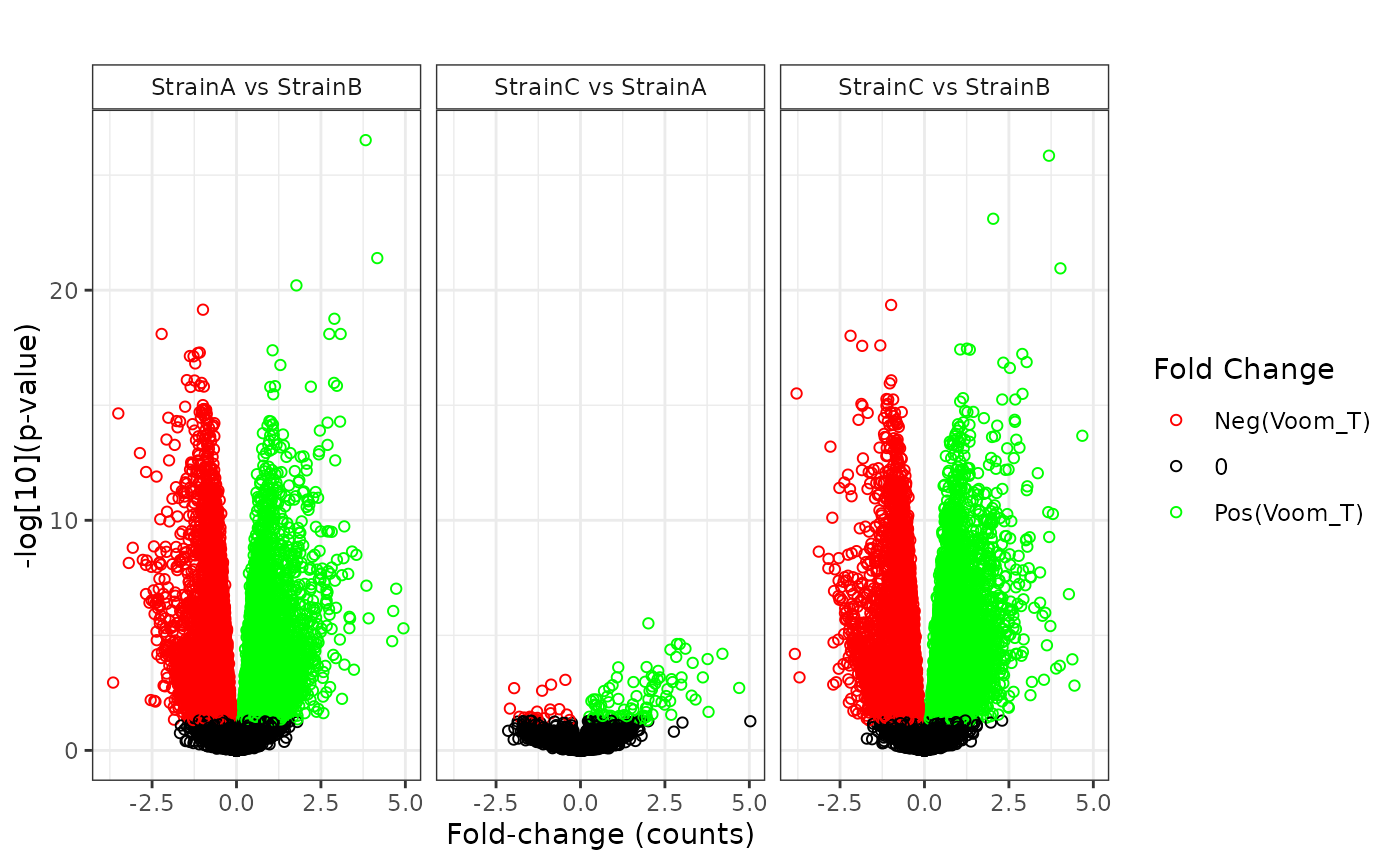 StrainA vs StrainB
StrainC vs StrainA
StrainC vs StrainB
-log[10](p-value)
20
10
0
-2.5 0.0 2.5 5.0
-2.5 0.0 2.5 5.0
-2.5 0.0 2.5 5.0
Fold-change (counts)
Fold Change
Neg(Voom_T)
0
Pos(Voom_T)